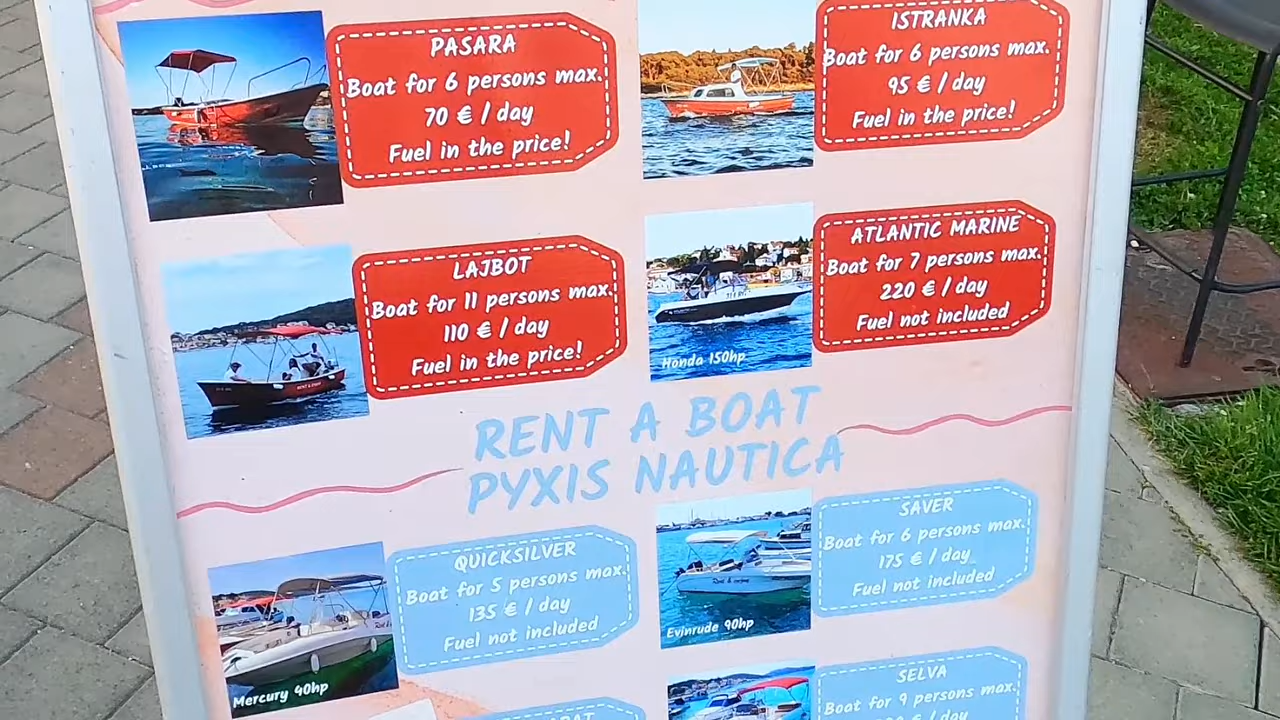 PASARA
Boat for 6 persons max.
70 € / day
Fuel in the price!
ISTRANKA
Boat for 6 persons max.
95 € / day
Fuel in the price!
LAJBOT
Boat for 11 persons max.
110 € / day
Fuel in the price!
ATLANTIC MARINE
Boat for 7 persons max.
220 € / day
Fuel not included
Honda 150hp
RENT A BOAT
PYXIS NAUTICA
QUICKSILVER
Boat for 5 persons max.
135 € / day
Fuel not included
Mercury 40hp
SAVER
Boat for 6 persons max.
175 € / day
Fuel not included
Evinrude 90hp
SELVA
Boat for 9 persons max.